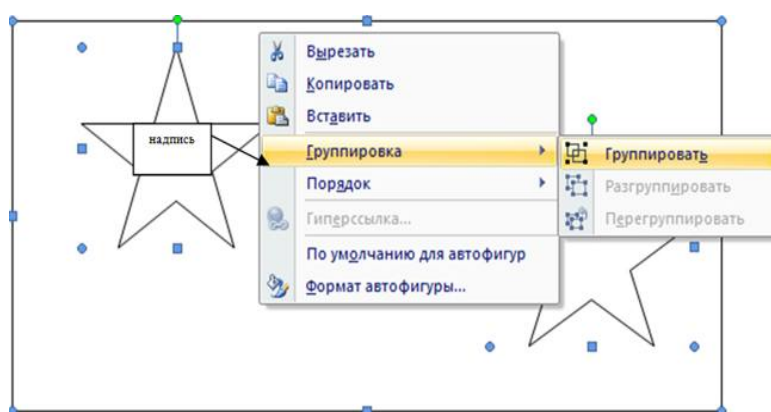 Вырезать
Копировать
Вставить
надпись
Группировка
Группировать
Порядок
Разгруппировать
Гиперссылка...
Перегруппировать
По умолчанию для автофигур
Формат автофигуры...